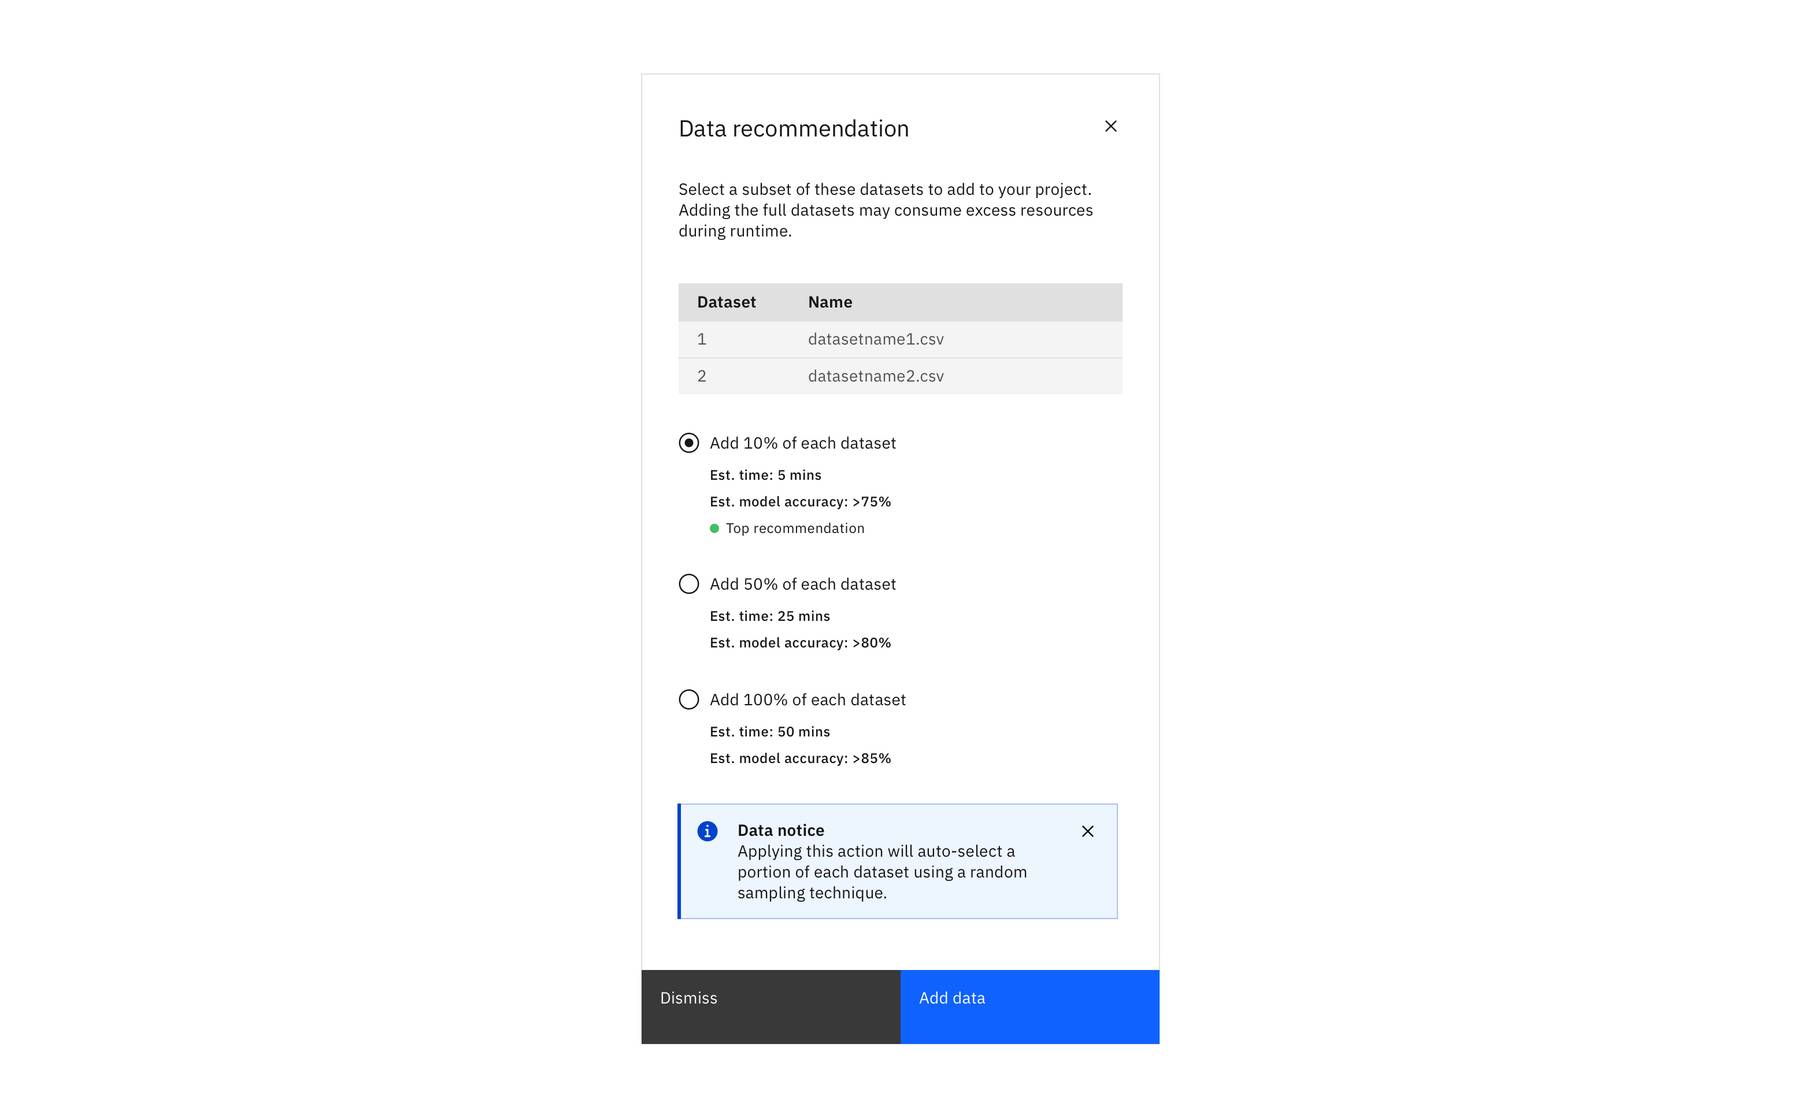 Data recommendation
Select a subset of these datasets to add to your project.
Adding the full datasets may consume excess resources
during runtime.
Dataset Name
1 datasetname1.csv
2 datasetname2.csv
Add 10% of each dataset
Est. time: 5 mins
Est. model accuracy: >75%
Top recommendation
Add 50% of each dataset
Est. time: 25 mins
Est. model accuracy: >80%
Add 100% of each dataset
Est. time: 50 mins
Est. model accuracy: >85%
Data notice
Applying this action will auto-select a
portion of each dataset using a random
sampling technique.
Dismiss
Add data